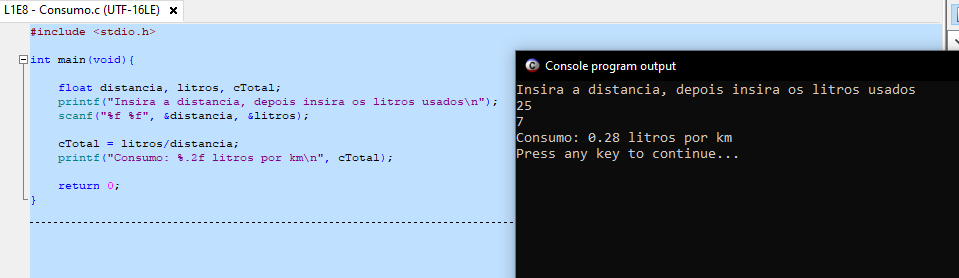 L1E8 - Consumo.c (UTF-16LE)
#include <stdio.h>
int main(void){
float distancia, litros, cTotal;
printf("Insira a distancia, depois insira os litros usados\n");
scanf("%f %f", &distancia, &litros);
cTotal = litros/distancia;
printf("Consumo: %.2f litros por km\n", cTotal);
return 0;
}
Console program output
Insira a distancia, depois insira os litros usados
25
7
Consumo: 0.28 litros por km
Press any key to continue...